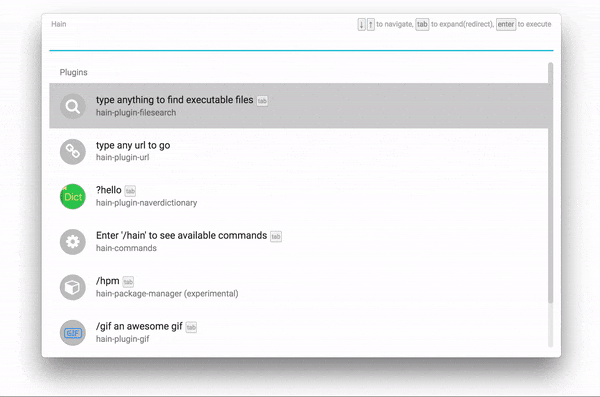 Hain ↓ ↑ to navigate, tab to expand(redirect), enter to execute
Plugins
type anything to find executable files tab
hain-plugin-filesearch
type any url to go
hain-plugin-url
Dict
?hello tab
hain-plugin-naverdictionary
Enter '/hain' to see available commands tab
hain-commands
/hpm tab
hain-package-manager (experimental)
GIF
/gif an awesome gif tab
hain-plugin-gif